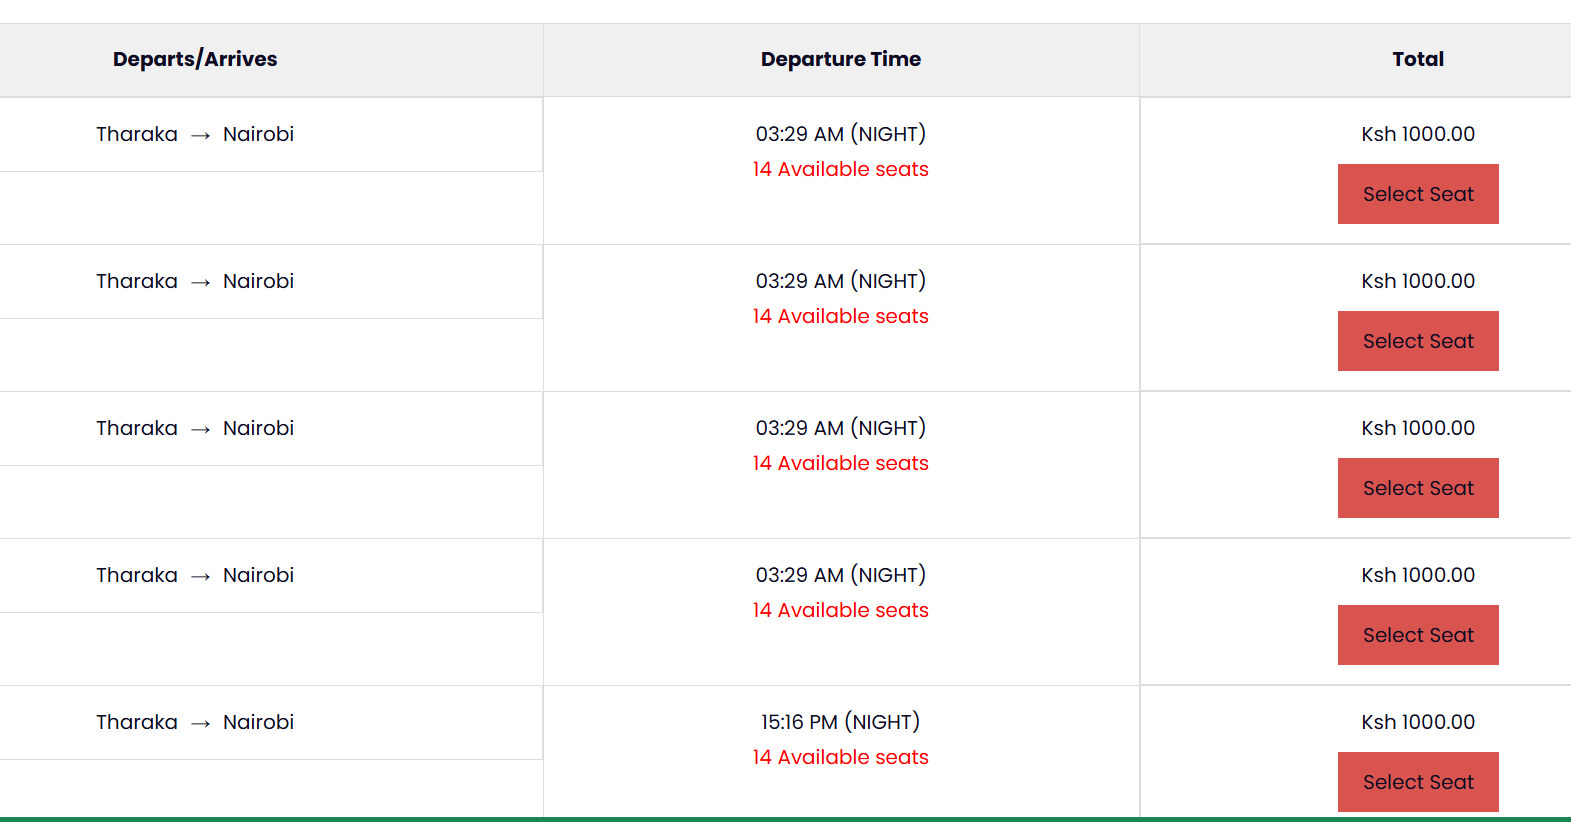 Departs/Arrives Departure Time Total
Tharaka → Nairobi 03:29 AM (NIGHT) Ksh 1000.00
14 Available seats
Select Seat
Tharaka → Nairobi 03:29 AM (NIGHT) Ksh 1000.00
14 Available seats
Select Seat
Tharaka → Nairobi 03:29 AM (NIGHT) Ksh 1000.00
14 Available seats
Select Seat
Tharaka → Nairobi 03:29 AM (NIGHT) Ksh 1000.00
14 Available seats
Select Seat
Tharaka → Nairobi 15:16 PM (NIGHT) Ksh 1000.00
14 Available seats
Select Seat